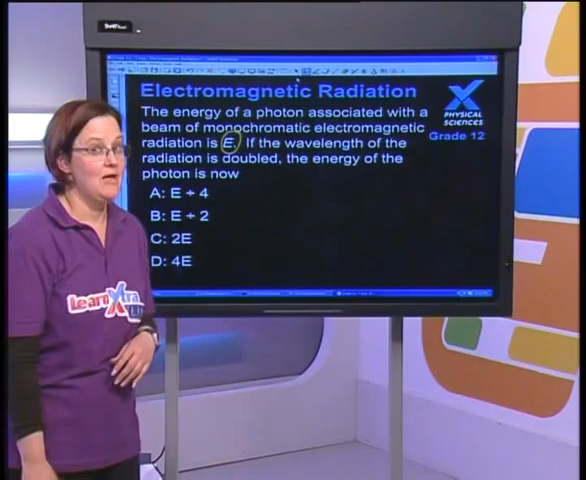 Electromagnetic Radiation
The energy of a photon associated with a
beam of monochromatic electromagnetic
radiation is E. If the wavelength of the
radiation is doubled, the energy of the
photon is now
A: E ÷ 4
B: E ÷ 2
C: 2E
D: 4E
X
PHYSICAL
SCIENCES
Grade 12
LearnXtra